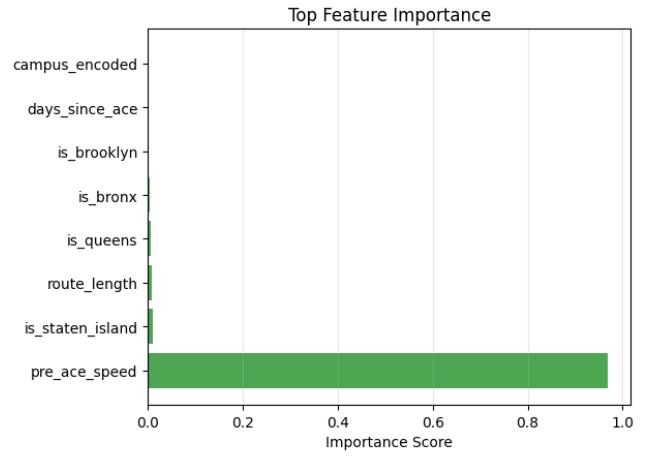 Top Feature Importance
campus_encoded
days_since_ace
is_brooklyn
is_bronx
is_queens
route_length
is_staten_island
pre_ace_speed
0.0 0.2 0.4 0.6 0.8 1.0
Importance Score